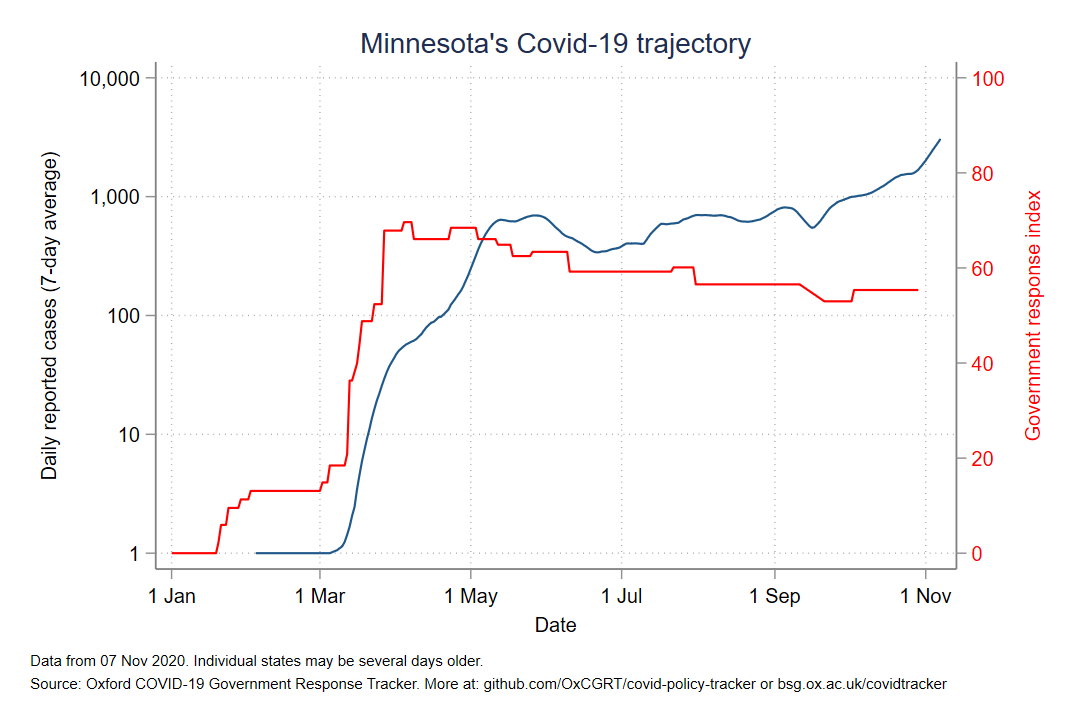 Minnesota's Covid-19 trajectory
10,000
1,000
100
10
1
Daily reported cases (7-day average)
100
80
60
40
20
0
Government response index
1 Jan
1 Mar
1 May
1 Jul
1 Sep
1 Nov
Date
Data from 07 Nov 2020. Individual states may be several days older.
Source: Oxford COVID-19 Government Response Tracker. More at: github.com/OxCGRT/covid-policy-tracker or bsg.ox.ac.uk/covidtracker